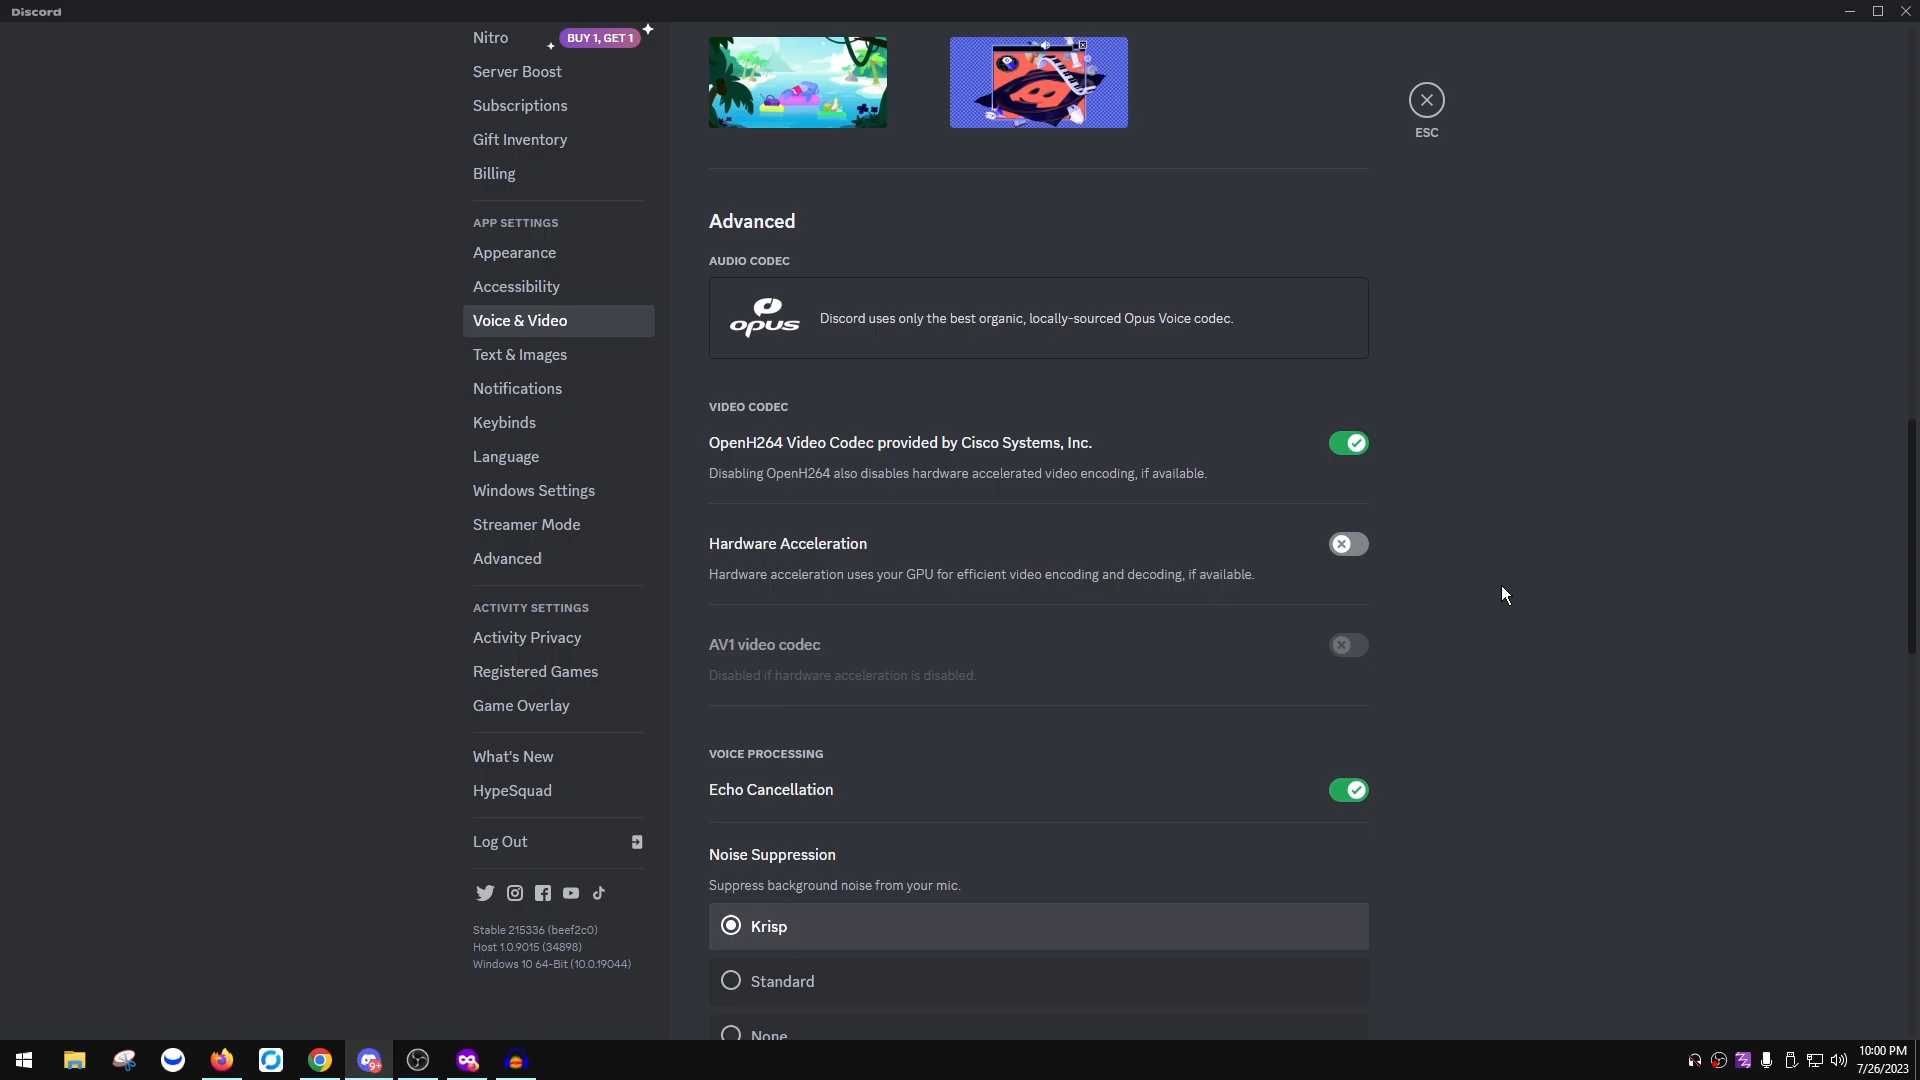 Discord
Nitro
BUY 1, GET 1
Server Boost
Subscriptions
Gift Inventory
Billing
APP SETTINGS
Appearance
Accessibility
Voice & Video
Text & Images
Notifications
Keybinds
Language
Windows Settings
Streamer Mode
Advanced
ACTIVITY SETTINGS
Activity Privacy
Registered Games
Game Overlay
What's New
HypeSquad
Log Out
Stable 215336 (beef2c0)
Host 1.0.9015 (34898)
Windows 10 64-Bit (10.0.19044)
ESC
Advanced
AUDIO CODEC
opus
Discord uses only the best organic, locally-sourced Opus Voice codec.
VIDEO CODEC
OpenH264 Video Codec provided by Cisco Systems, Inc.
Disabling OpenH264 also disables hardware accelerated video encoding, if available.
Hardware Acceleration
Hardware acceleration uses your GPU for efficient video encoding and decoding, if available.
AV1 video codec
Disabled if hardware acceleration is disabled.
VOICE PROCESSING
Echo Cancellation
Noise Suppression
Suppress background noise from your mic.
Krisp
Standard
None
9+
10:00 PM
7/26/2023